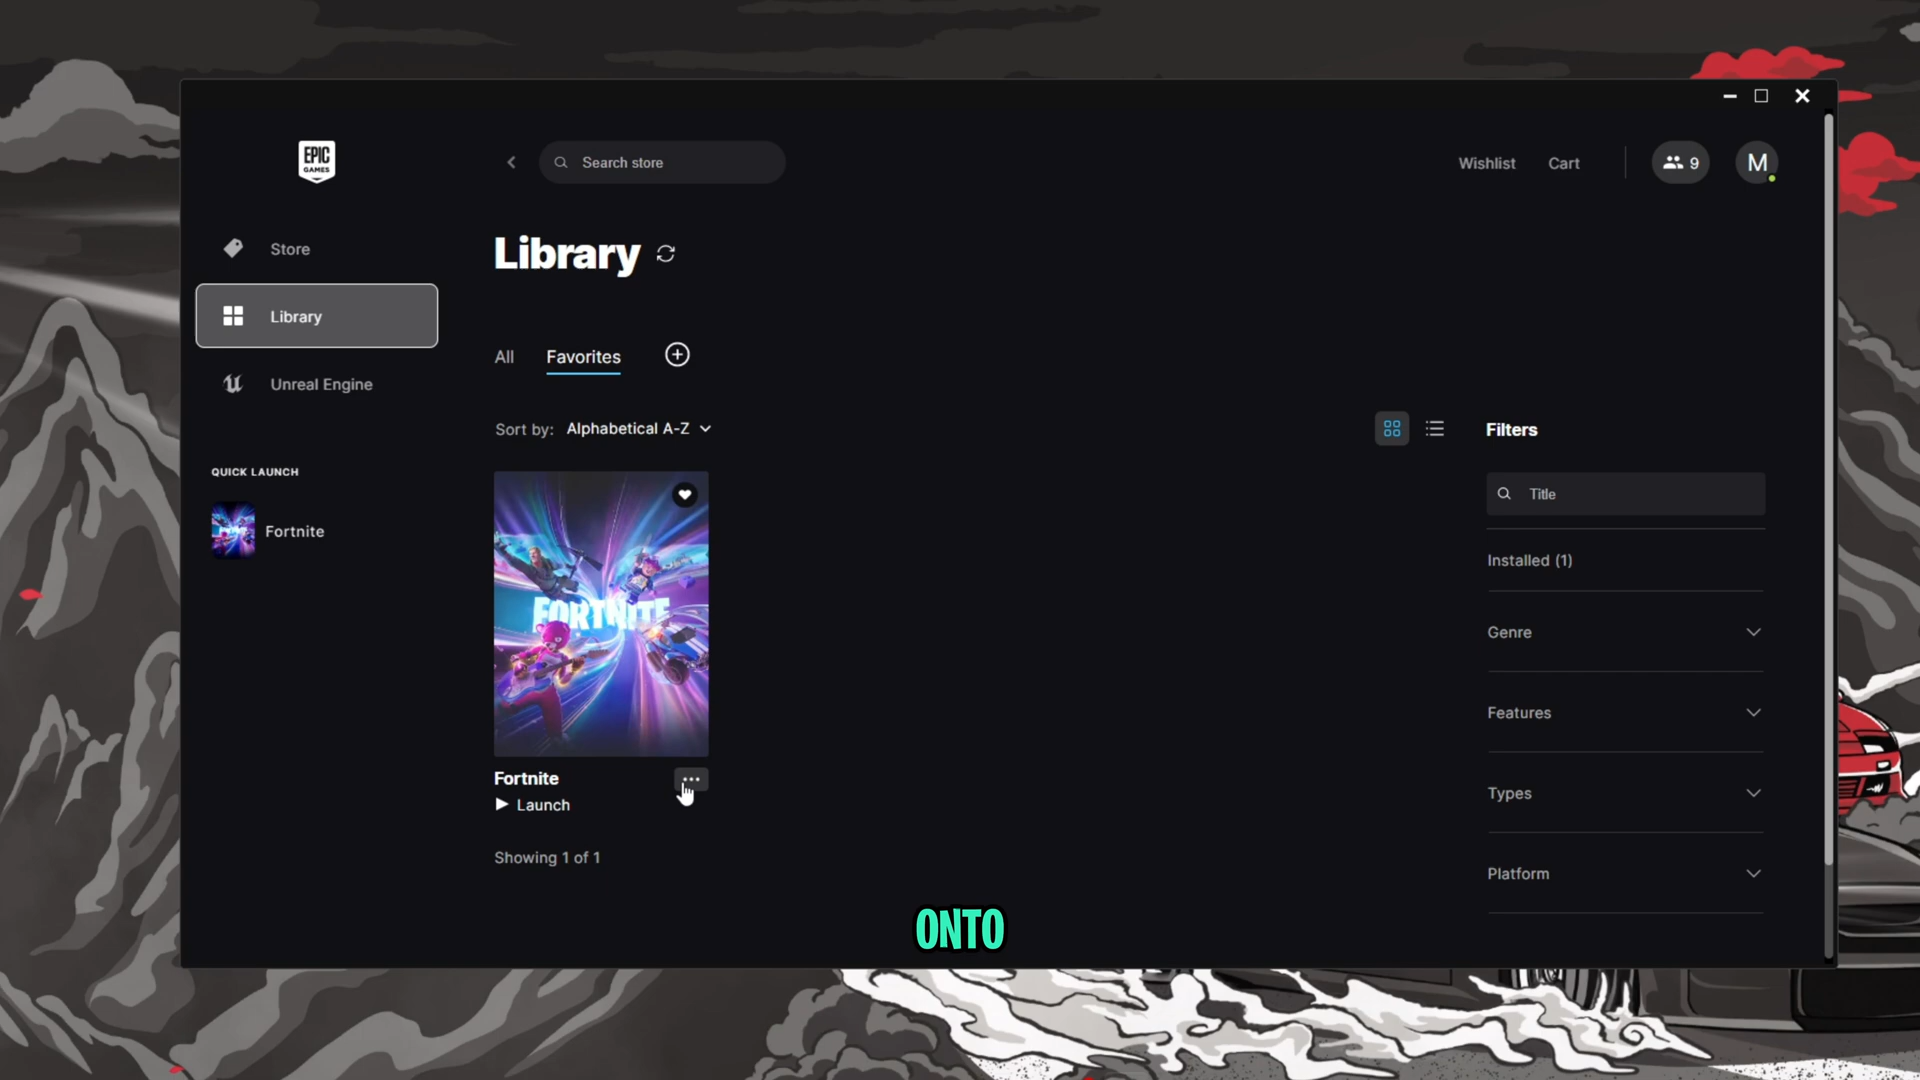 EPIC
GAMES
Search store
Wishlist
Cart
9
M
Store
Library
Unreal Engine
QUICK LAUNCH
Fortnite
Library
All
Favorites
Sort by: Alphabetical A-Z
FORTNITE
Fortnite
Launch
Showing 1 of 1
Filters
Title
Installed (1)
Genre
Features
Types
Platform
ONTO